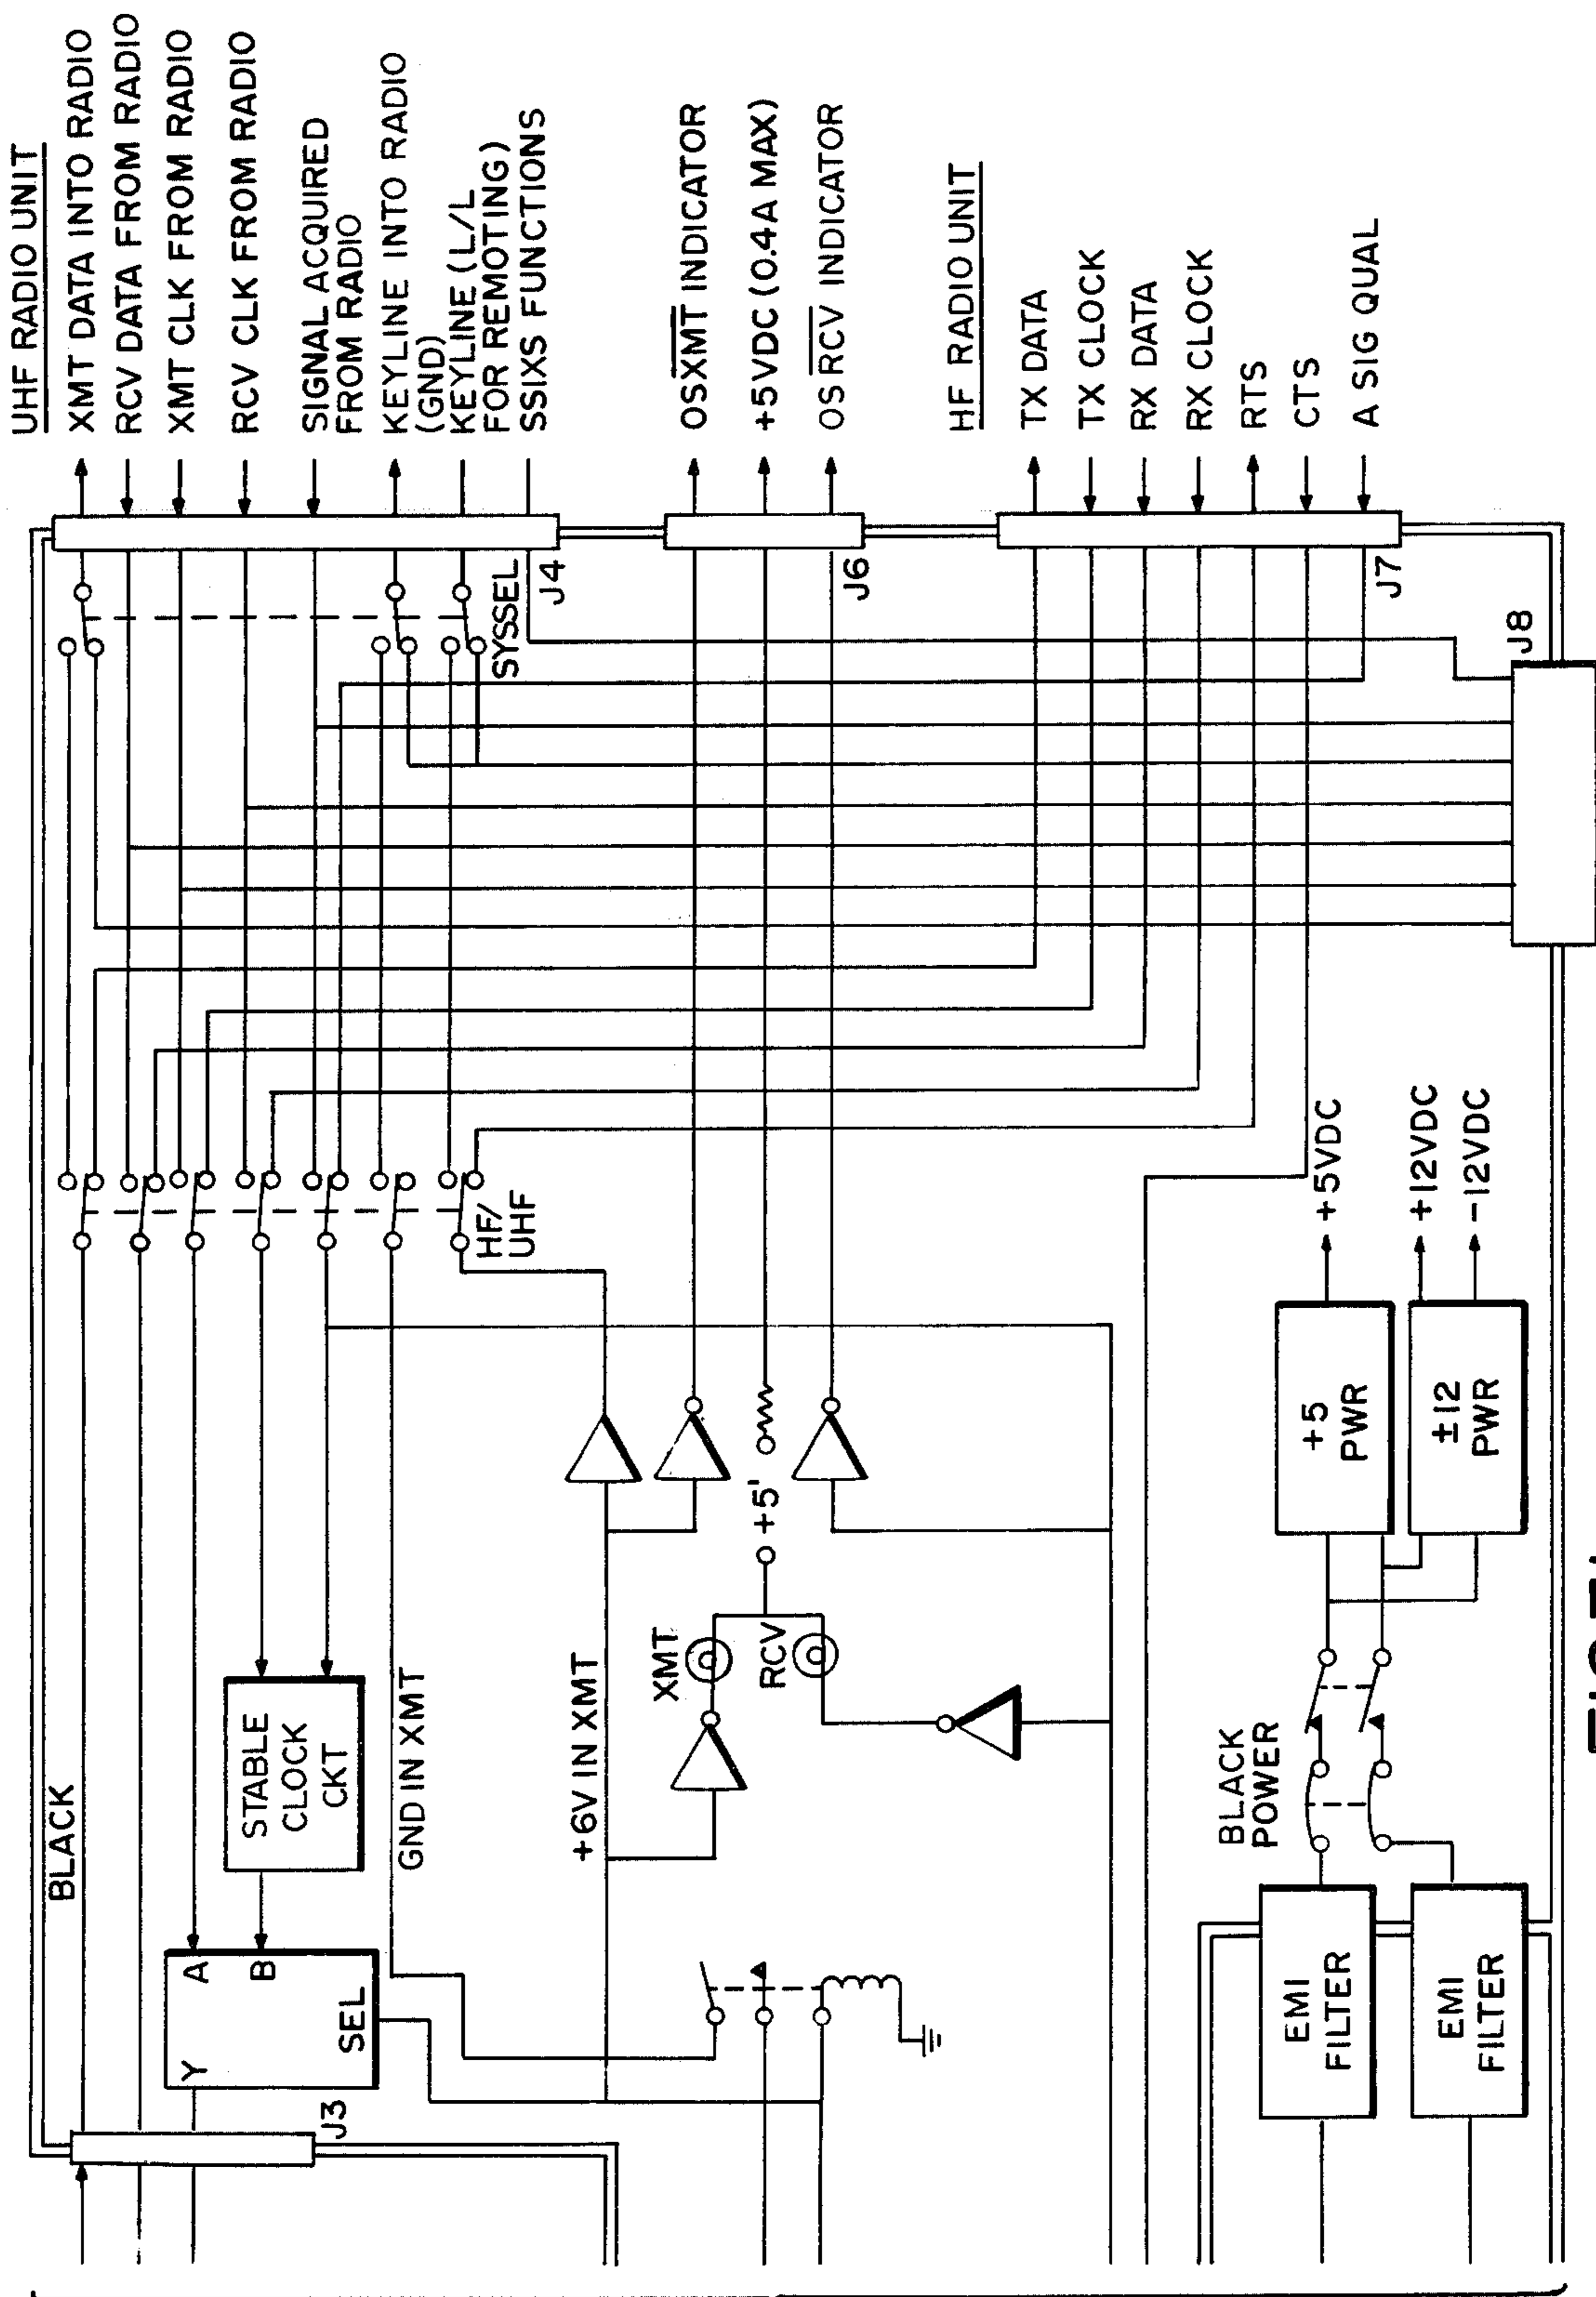 UHF RADIO UNIT
XMT DATA INTO RADIO
RCV DATA FROM RADIO
XMT CLK FROM RADIO
RCV CLK FROM RADIO
SIGNAL ACQUIRED
FROM RADIO
KEYLINE INTO RADIO
(GND)
KEYLINE (L/L
FOR REMOTING)
SSIXS FUNCTIONS
OSXMT INDICATOR
+5VDC (0.4A MAX)
OSRCV INDICATOR
HF RADIO UNIT
TX DATA
TX CLOCK
RX DATA
RX CLOCK
RTS
CTS
A SIG QUAL
J4
SYSSEL
J6
J7
J8
HF/
UHF
BLACK
STABLE
CLOCK
CKT
GND IN XMT
+6V IN XMT
XMT
RCV
+5'
A
B
Y
SEL
J3
BLACK
POWER
+5
PWR
±12
PWR
+5VDC
+12VDC
-12VDC
EMI
FILTER
EMI
FILTER